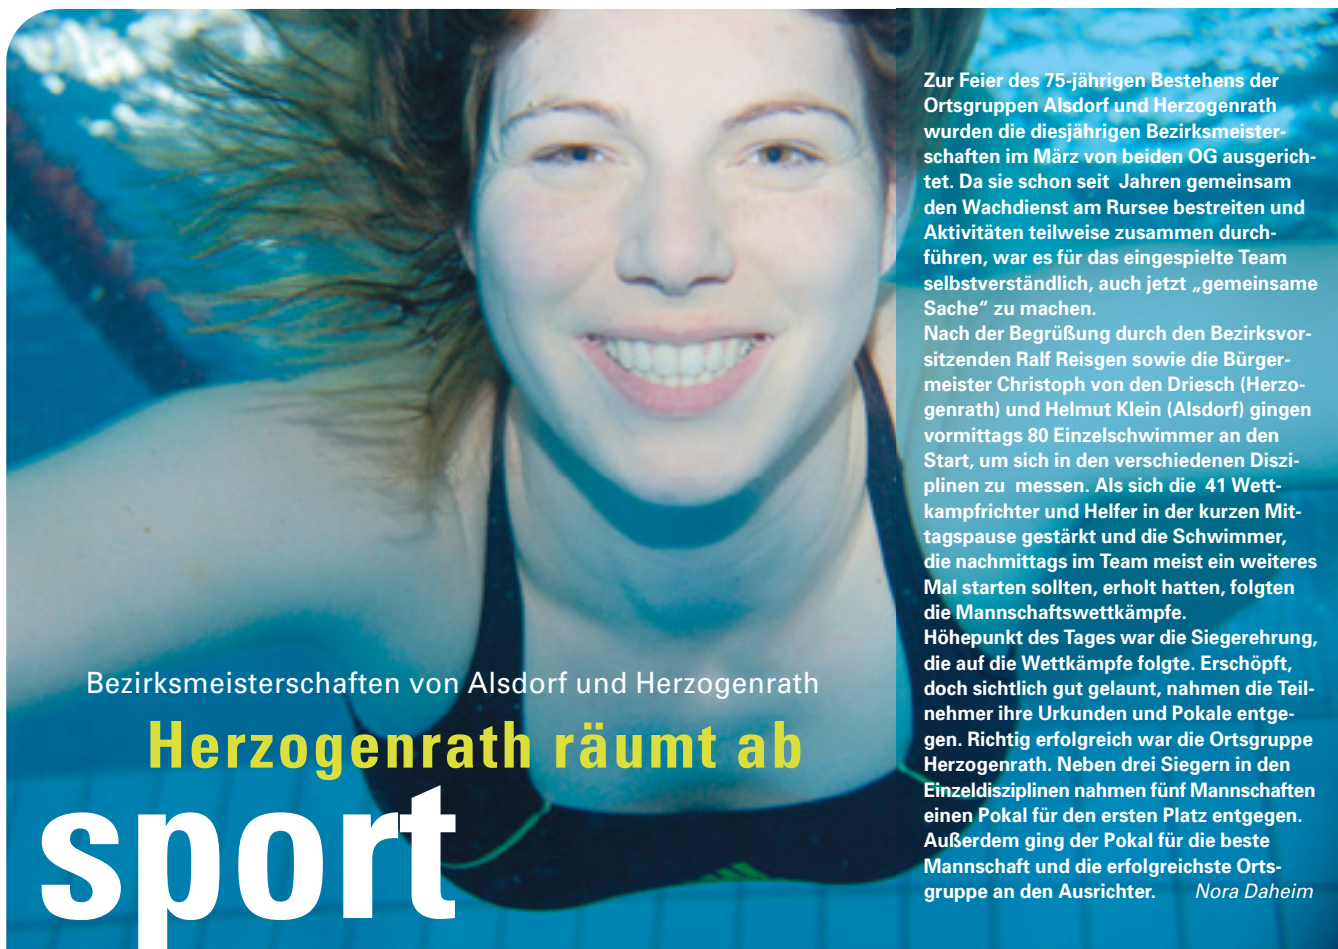 Bezirksmeisterschaften von Alsdorf und Herzogenrath
Herzogenrath räumt ab
sport
Zur Feier des 75-jährigen Bestehens der
Ortsgruppen Alsdorf und Herzogenrath
wurden die diesjährigen Bezirksmeister-
schaften im März von beiden OG ausgerich-
tet. Da sie schon seit Jahren gemeinsam
den Wachdienst am Rursee bestreiten und
Aktivitäten teilweise zusammen durch-
führen, war es für das eingespielte Team
selbstverständlich, auch jetzt „gemeinsame
Sache“ zu machen.
Nach der Begrüßung durch den Bezirksvor-
sitzenden Ralf Reisgen sowie die Bürger-
meister Christoph von den Driesch (Herzo-
genrath) und Helmut Klein (Alsdorf) gingen
vormittags 80 Einzelschwimmer an den
Start, um sich in den verschiedenen Diszi-
plinen zu messen. Als sich die 41 Wett-
kampfrichter und Helfer in der kurzen Mit-
tagspause gestärkt und die Schwimmer,
die nachmittags im Team meist ein weiteres
Mal starten sollten, erholt hatten, folgten
die Mannschaftswettkämpfe.
Höhepunkt des Tages war die Siegerehrung,
die auf die Wettkämpfe folgte. Erschöpft,
doch sichtlich gut gelaunt, nahmen die Teil-
nehmer ihre Urkunden und Pokale entge-
gen. Richtig erfolgreich war die Ortsgruppe
Herzogenrath. Neben drei Siegern in den
Einzeldisziplinen nahmen fünf Mannschaften
einen Pokal für den ersten Platz entgegen.
Außerdem ging der Pokal für die beste
Mannschaft und die erfolgreichste Orts-
gruppe an den Ausrichter. Nora Daheim